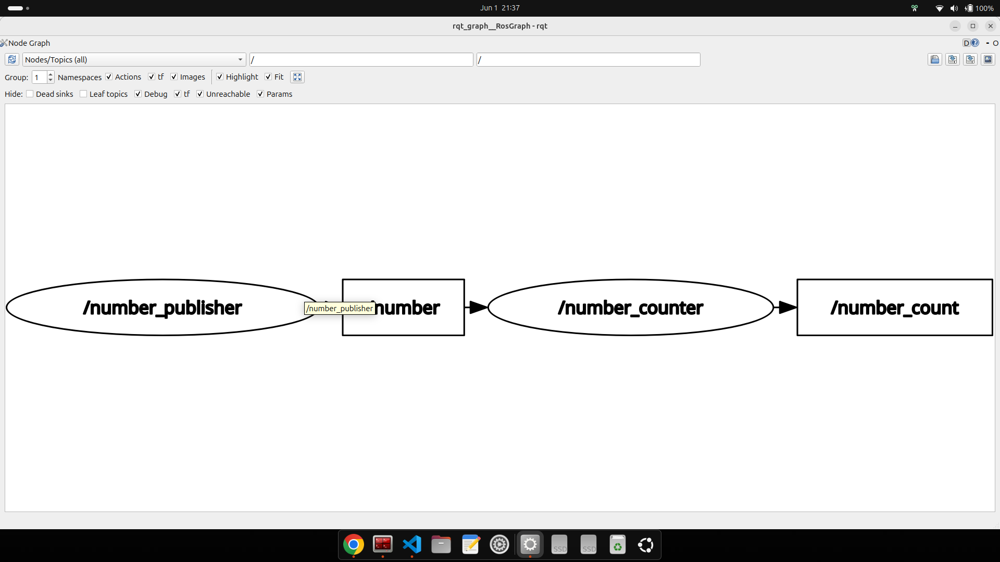 Jun 1 21:37
100%
rqt_graph__RosGraph - rqt
Node Graph
D
- O
Nodes/Topics (all)
/
/
Group: 1 Namespaces Actions tf Images Highlight Fit
Hide: Dead sinks Leaf topics Debug tf Unreachable Params
/number_publisher
/number_publisher
number
/number_counter
/number_count
SSD
SSD